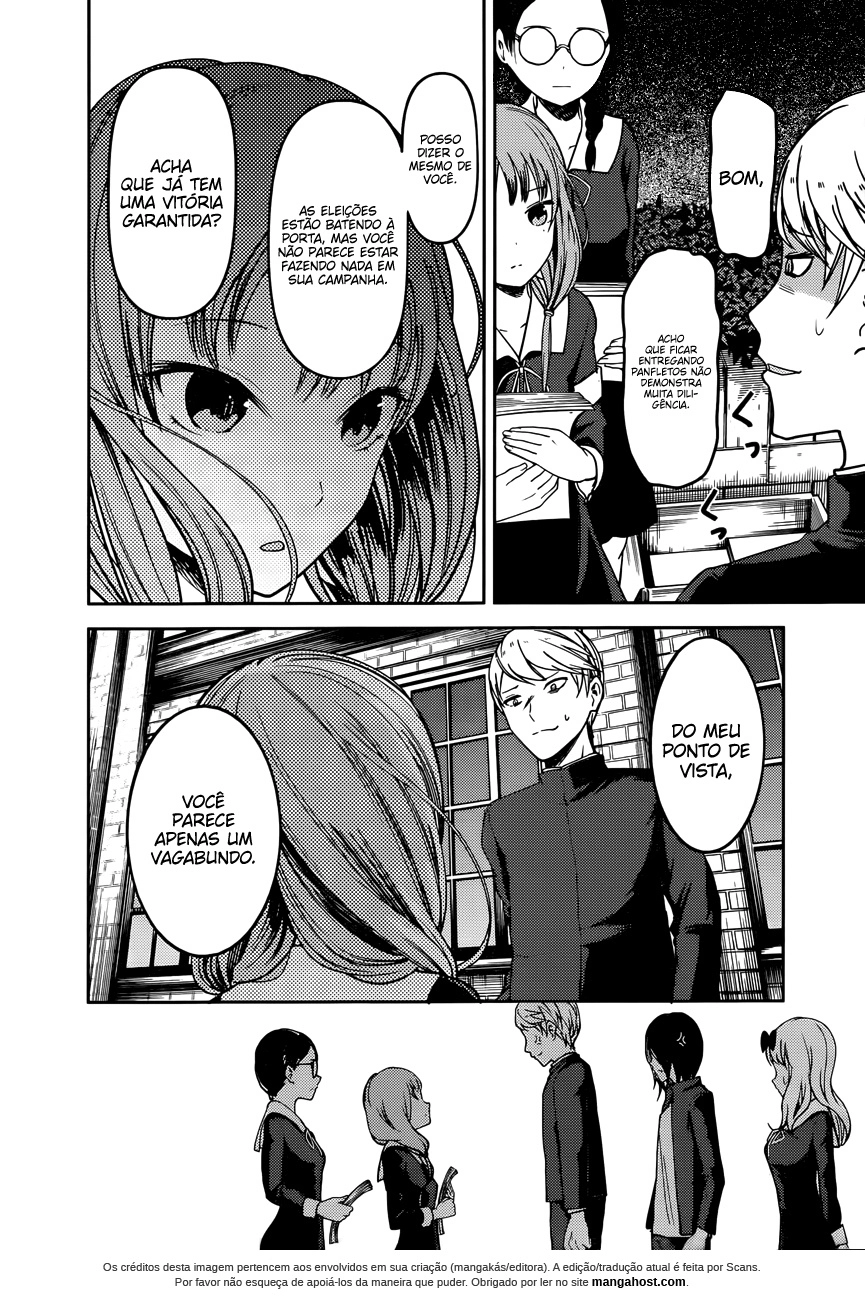 BOM,
ACHO
QUE FICAR
ENTREGANDO
PANFLETOS NÃO
DEMONSTRA
MUITA DILI-
GÊNCIA.
くっ
くっ
POSSO
DIZER O
MESMO DE
VOCÊ.
AS ELEIÇÕES
ESTÃO BATENDO À
PORTA, MAS VOCÊ
NÃO PARECE ESTAR
FAZENDO NADA EM
SUA CAMPANHA.
ACHA
QUE JÁ TEM
UMA VITÓRIA
GARANTIDA?
DO MEU
PONTO DE
VISTA,
VOCÊ
PARECE
APENAS UM
VAGABUNDO.
Os créditos desta imagem pertencem aos envolvidos em sua criação (mangakás/editora). A edição/tradução atual é feita por Scans.
Por favor não esqueça de apoiá-los da maneira que puder. Obrigado por ler no site mangahost.com.